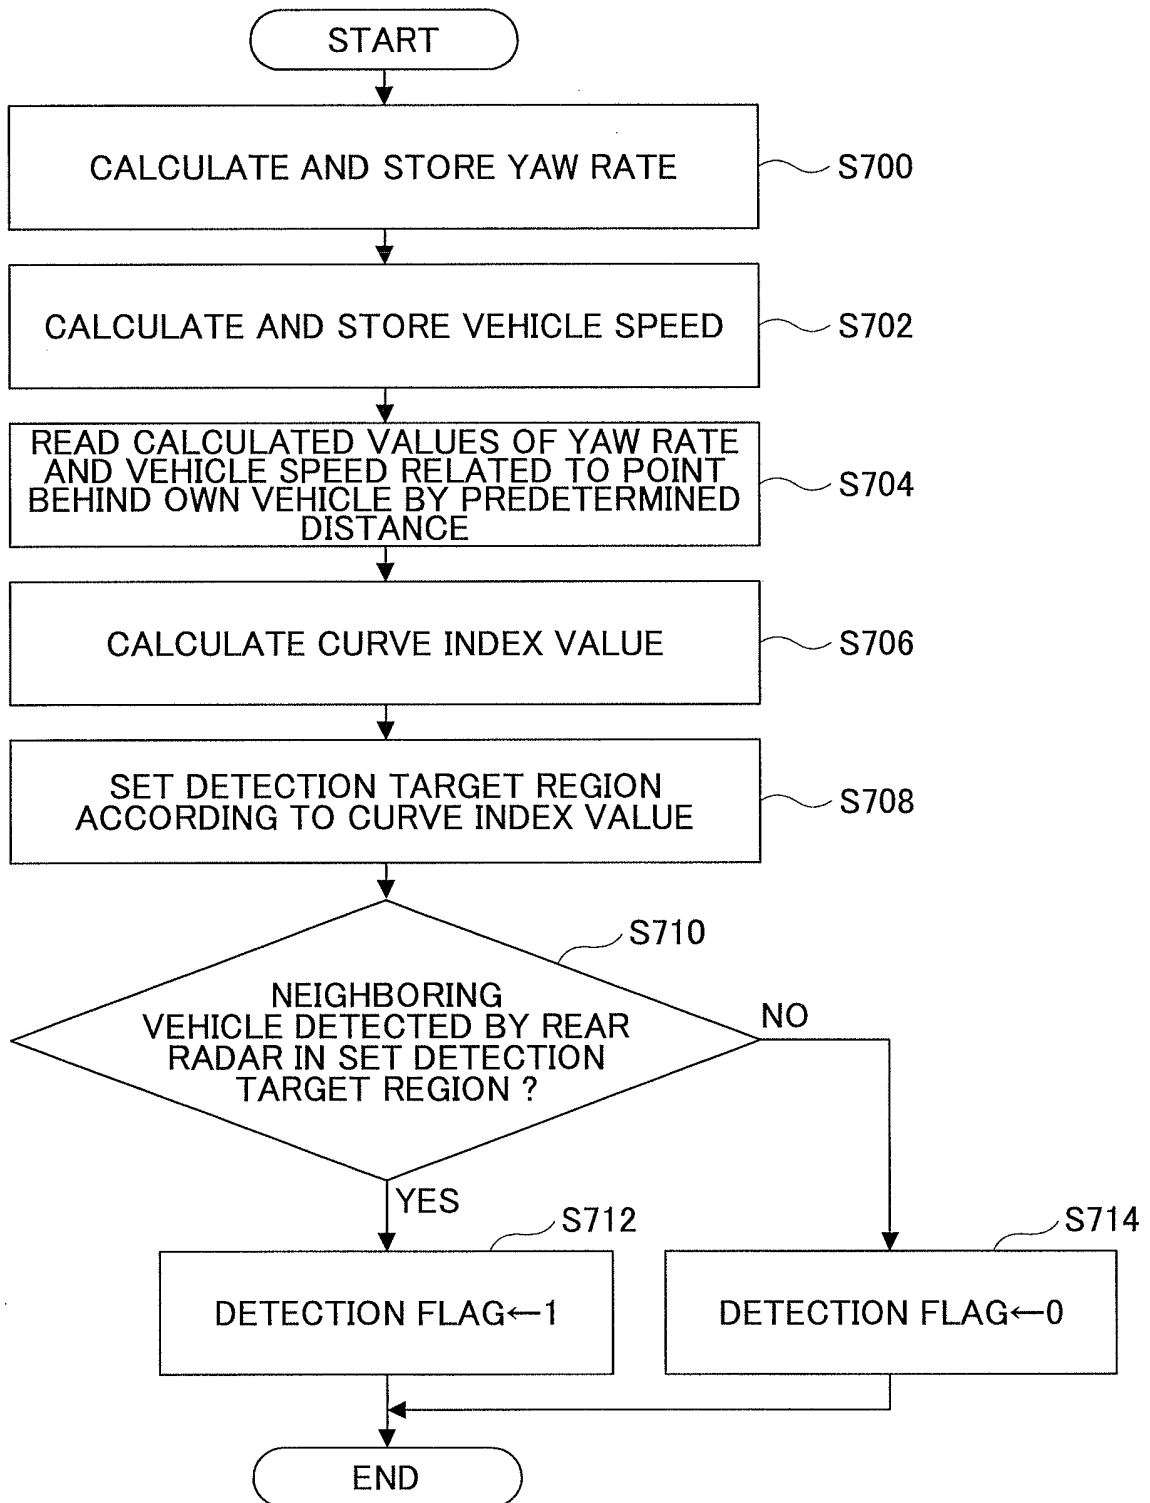 START
CALCULATE AND STORE YAW RATE
S700
CALCULATE AND STORE VEHICLE SPEED
S702
READ CALCULATED VALUES OF YAW RATE
AND VEHICLE SPEED RELATED TO POINT
BEHIND OWN VEHICLE BY PREDETERMINED
DISTANCE
S704
CALCULATE CURVE INDEX VALUE
S706
SET DETECTION TARGET REGION
ACCORDING TO CURVE INDEX VALUE
S708
S710
NEIGHBORING
VEHICLE DETECTED BY REAR
RADAR IN SET DETECTION
TARGET REGION ?
NO
YES
S712
DETECTION FLAG←1
S714
DETECTION FLAG←0
END